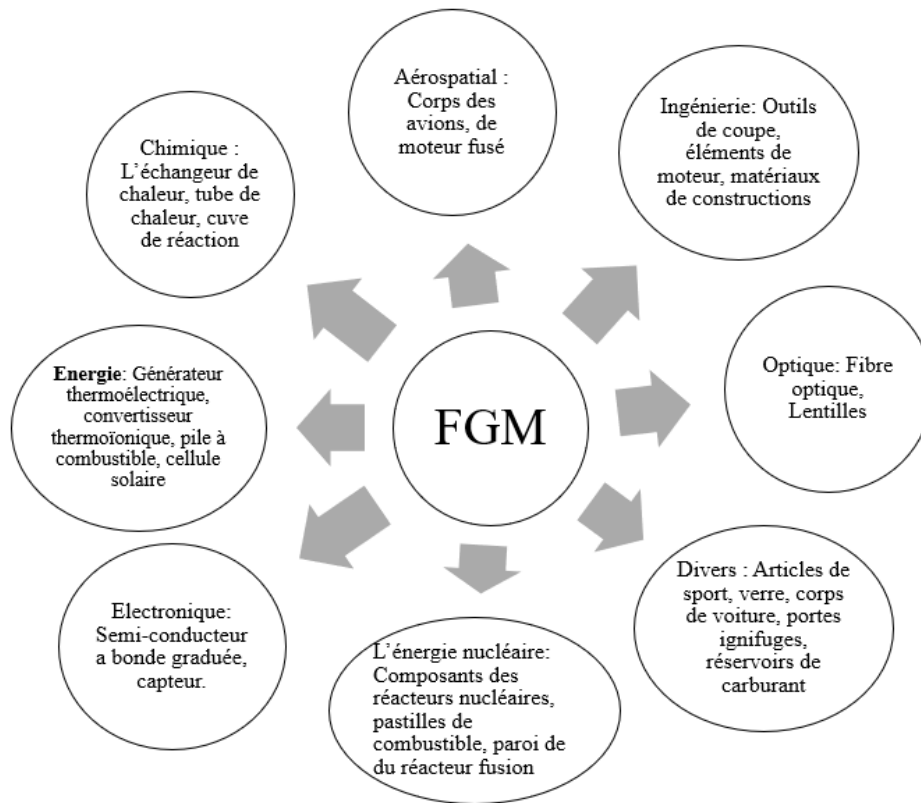 Aérospatial :
Corps des
avions, de
moteur fusé
Ingénierie: Outils
de coupe,
éléments de
moteur, matériaux
de constructions
Chimique :
L’échangeur de
chaleur, tube de
chaleur, cuve
de réaction
Optique: Fibre
optique,
Lentilles
Energie: Générateur
thermoélectrique,
convertisseur
thermoïonique, pile à
combustible, cellule
solaire
FGM
Divers : Articles de
sport, verre, corps
de voiture, portes
ignifuges,
réservoirs de
carburant
Electronique:
Semi-conducteur
a bonde graduée,
capteur.
L’énergie nucléaire:
Composants des
réacteurs nucléaires,
pastilles de
combustible, paroi de
du réacteur fusion